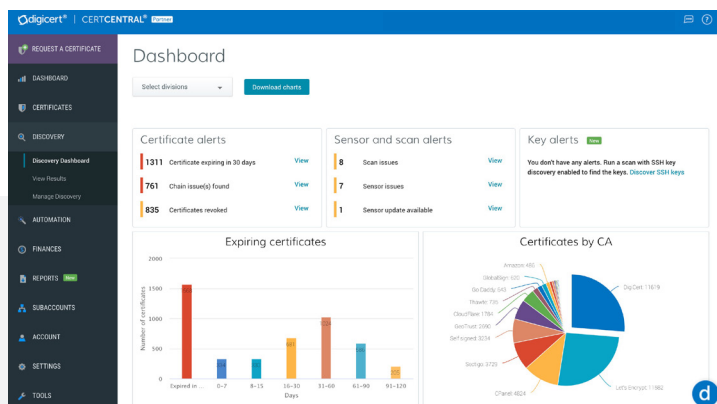 digicert® | CERTCENTRAL® Partner
REQUEST A CERTIFICATE
DASHBOARD
CERTIFICATES
DISCOVERY
Discovery Dashboard
View Results
Manage Discovery
AUTOMATION
FINANCES
REPORTS New
SUBACCOUNTS
ACCOUNT
SETTINGS
TOOLS
Dashboard
Select divisions
Download charts
Certificate alerts
1311 Certificate expiring in 30 days View
761 Chain issue(s) found View
835 Certificates revoked View
Sensor and scan alerts
8 Scan issues View
7 Sensor issues View
1 Sensor update available View
Key alerts New
You don't have any alerts. Run a scan with SSH key
discovery enabled to find the keys. Discover SSH keys
Expiring certificates
Number of certificates
2000
1500
1000
500
0
Expired in ...
0-7
8-15
16-30
31-60
61-90
91-120
Days
Certificates by CA
Amazon: 485
GlobalSign: 520
Go Daddy: 543
Thawte: 726
Cloudflare: 1784
GeoTrust: 2260
Self-signed: 3234
Sectigo: 3725
CPanel: 4824
Let's Encrypt: 11862
DigiCert: 11619
d